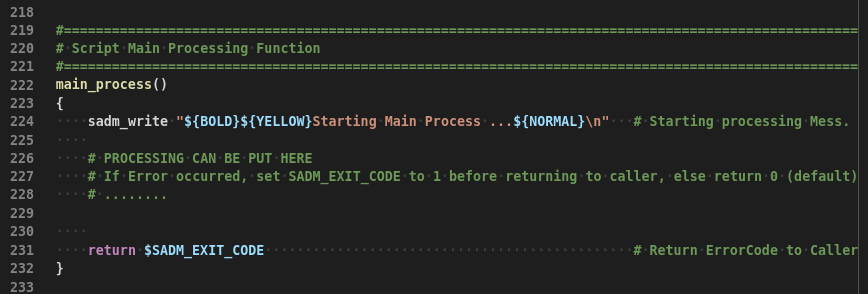 218
219 #===================================================================================================
220 # Script Main Processing Function
221 #===================================================================================================
222 main_process()
223 {
224     sadm_write "${BOLD}${YELLOW}Starting Main Process ...${NORMAL}\n"   # Starting processing Mess.
225
226     # PROCESSING CAN BE PUT HERE
227     # If Error occurred, set SADM_EXIT_CODE to 1 before returning to caller, else return 0 (default)
228     # ........
229
230
231     return $SADM_EXIT_CODE                                              # Return ErrorCode to Caller
232 }
233